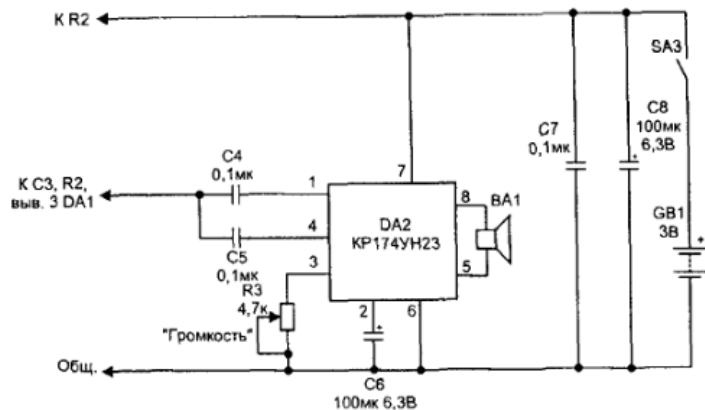 К R2
SA3
C7
0,1мк
C8
100мк
6,3В
C4
0,1мк
К C3, R2,
выв. 3 DA1
1
7
4
DA2
КР174УН23
8
BA1
GB1
3В
C5
0,1мк
3
5
R3
4,7к
"Громкость"
2
6
Общ.
C6
100мк 6,3В